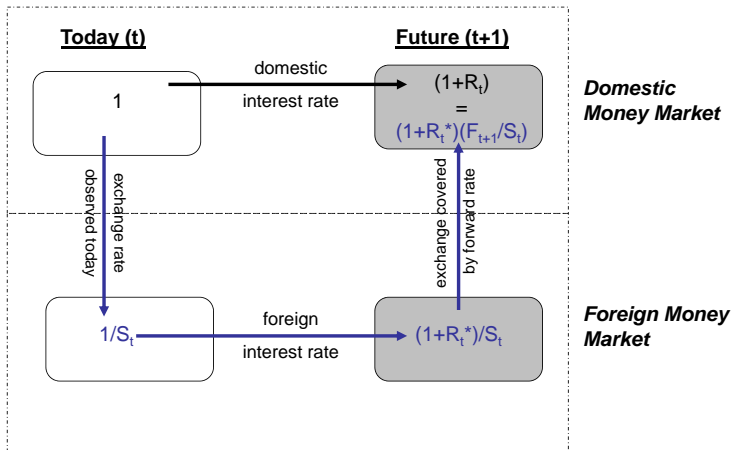 Today (t)
Future (t+1)
domestic
interest rate
1
(1+Rₜ)
=
(1+Rₜ*)(Fₜ₊₁/Sₜ)
Domestic
Money Market
exchange rate
observed today
exchange covered
by forward rate
1/Sₜ
foreign
interest rate
(1+Rₜ*)/Sₜ
Foreign Money
Market